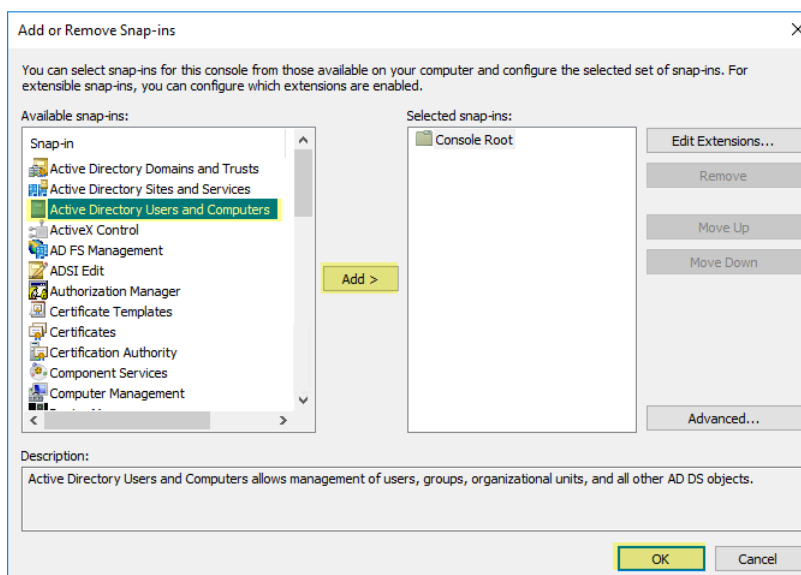 Add or Remove Snap-ins
You can select snap-ins for this console from those available on your computer and configure the selected set of snap-ins. For
extensible snap-ins, you can configure which extensions are enabled.
Available snap-ins:
Snap-in
Active Directory Domains and Trusts
Active Directory Sites and Services
Active Directory Users and Computers
ActiveX Control
AD FS Management
ADSI Edit
Authorization Manager
Certificate Templates
Certificates
Certification Authority
Component Services
Computer Management
Add >
Selected snap-ins:
Console Root
Edit Extensions...
Remove
Move Up
Move Down
Advanced...
Description:
Active Directory Users and Computers allows management of users, groups, organizational units, and all other AD DS objects.
OK
Cancel